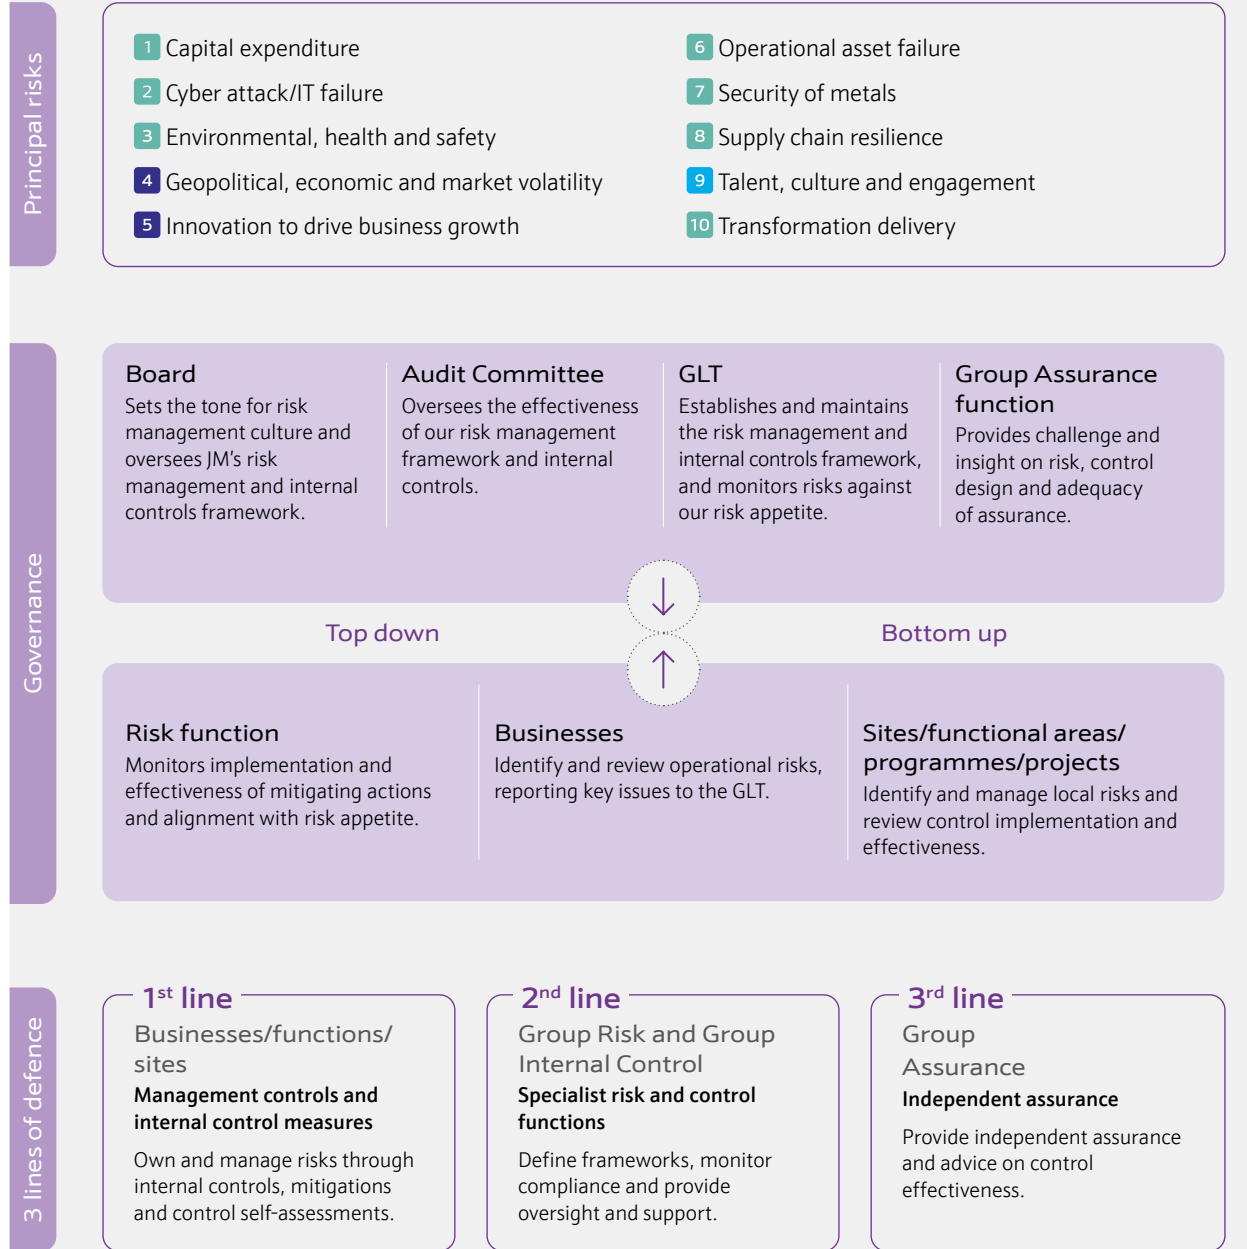 Principal risks
1 Capital expenditure
2 Cyber attack/IT failure
3 Environmental, health and safety
4 Geopolitical, economic and market volatility
5 Innovation to drive business growth
6 Operational asset failure
7 Security of metals
8 Supply chain resilience
9 Talent, culture and engagement
10 Transformation delivery
Governance
Board
Sets the tone for risk
management culture and
oversees JM’s risk
management and internal
controls framework.
Audit Committee
Oversees the effectiveness
of our risk management
framework and internal
controls.
GLT
Establishes and maintains
the risk management and
internal controls framework,
and monitors risks against
our risk appetite.
Group Assurance
function
Provides challenge and
insight on risk, control
design and adequacy
of assurance.
Top down
Bottom up
Risk function
Monitors implementation and
effectiveness of mitigating actions
and alignment with risk appetite.
Businesses
Identify and review operational risks,
reporting key issues to the GLT.
Sites/functional areas/
programmes/projects
Identify and manage local risks and
review control implementation and
effectiveness.
3 lines of defence
1st line
Businesses/functions/
sites
Management controls and
internal control measures
Own and manage risks through
internal controls, mitigations
and control self-assessments.
2nd line
Group Risk and Group
Internal Control
Specialist risk and control
functions
Define frameworks, monitor
compliance and provide
oversight and support.
3rd line
Group
Assurance
Independent assurance
Provide independent assurance
and advice on control
effectiveness.